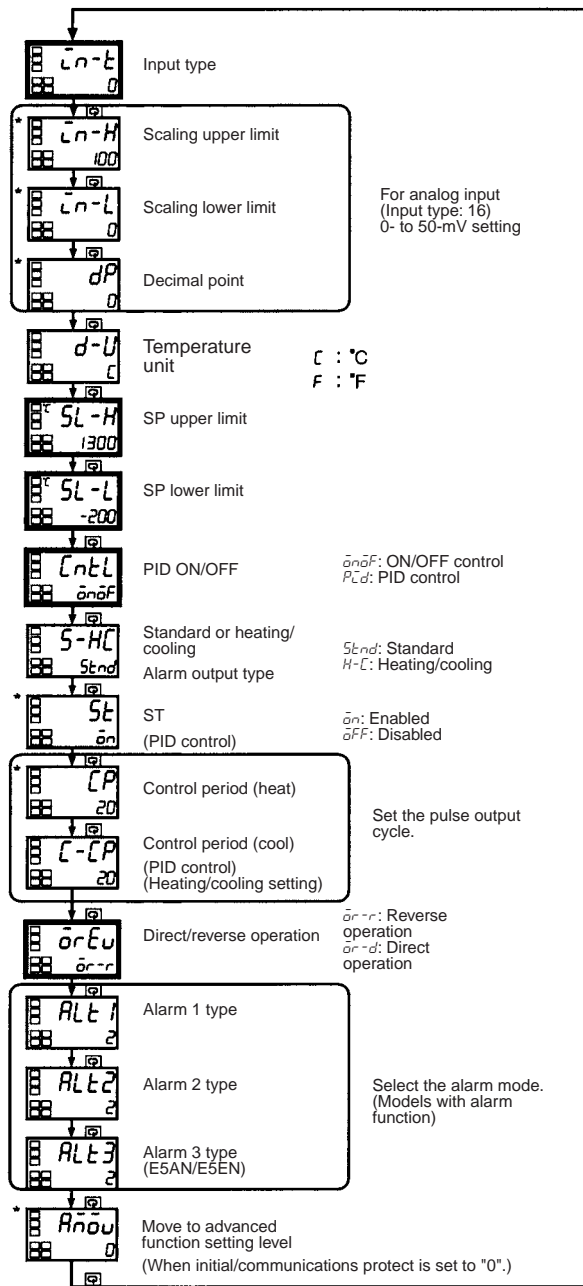 in-t
0
Input type
*
in-H
100
Scaling upper limit
*
in-L
0
Scaling lower limit
For analog input
(Input type: 16)
0- to 50-mV setting
*
dP
0
Decimal point
d-U
C
Temperature
unit
C : °C
F : °F
°C
SL-H
1300
SP upper limit
°C
SL-L
-200
SP lower limit
CntL
onoF
PID ON/OFF
onoF: ON/OFF control
Pid: PID control
S-HC
Stnd
Standard or heating/
cooling
Alarm output type
Stnd: Standard
H-C: Heating/cooling
*
St
on
ST
(PID control)
on: Enabled
oFF: Disabled
*
CP
20
Control period (heat)
C-CP
20
Control period (cool)
(PID control)
(Heating/cooling setting)
Set the pulse output
cycle.
orEv
or-r
Direct/reverse operation
or-r: Reverse
operation
or-d: Direct
operation
ALt1
2
Alarm 1 type
ALt2
2
Alarm 2 type
Select the alarm mode.
(Models with alarm
function)
ALt3
2
Alarm 3 type
(E5AN/E5EN)
*
Amov
0
Move to advanced
function setting level
(When initial/communications protect is set to "0".)